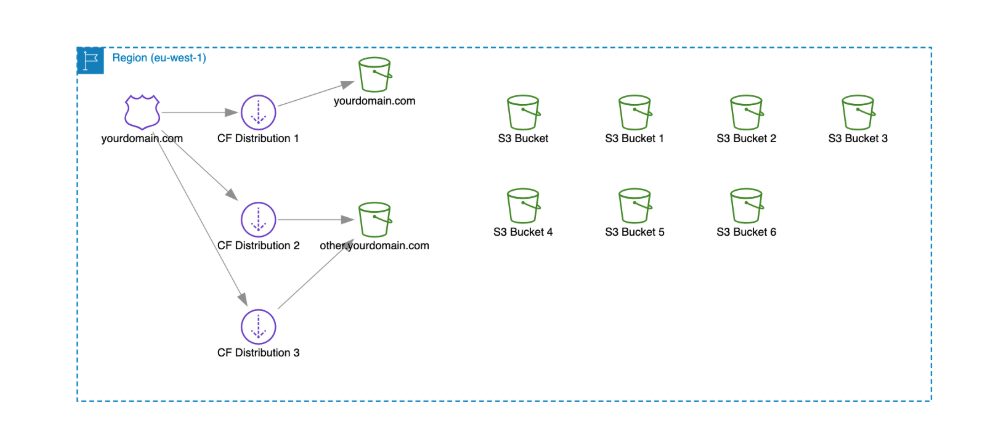 Region (eu-west-1)
yourdomain.com
yourdomain.com
CF Distribution 1
S3 Bucket
S3 Bucket 1
S3 Bucket 2
S3 Bucket 3
CF Distribution 2
other.yourdomain.com
S3 Bucket 4
S3 Bucket 5
S3 Bucket 6
CF Distribution 3